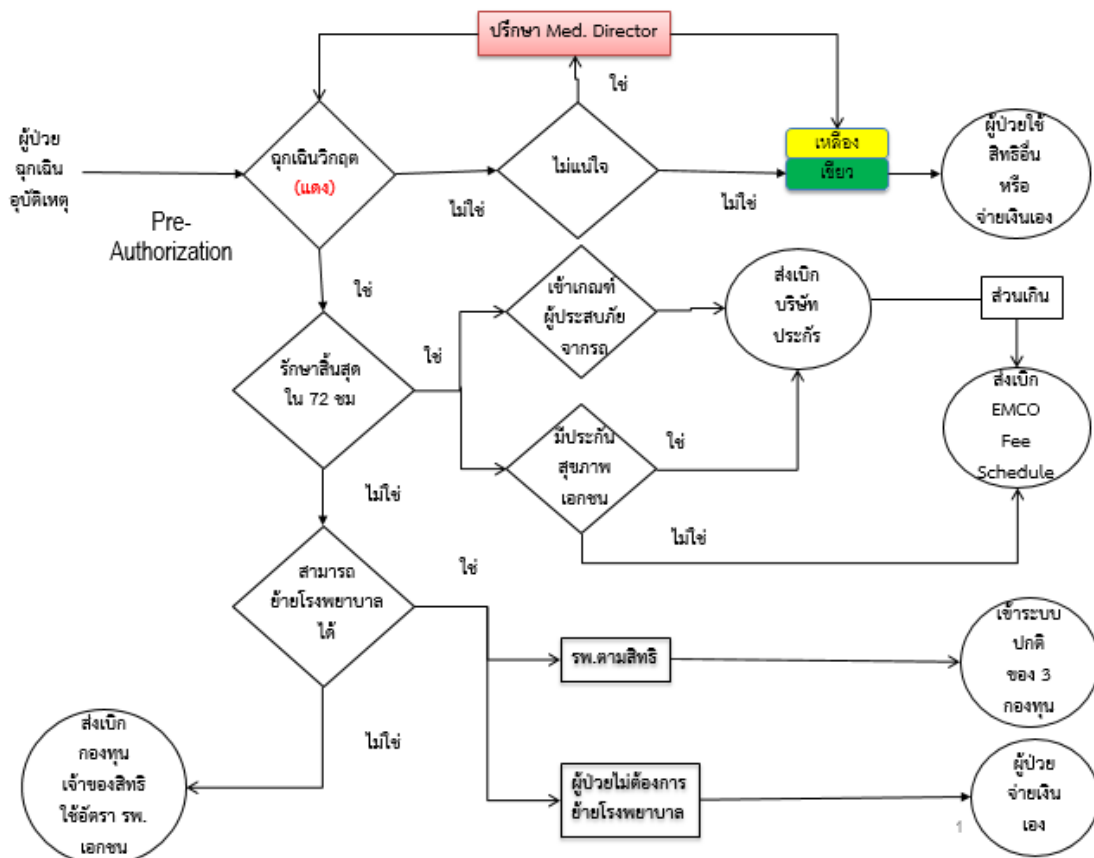 ปรึกษา Med. Director
ใช่
ผู้ป่วย
ฉุกเฉิน
อุบัติเหตุ
ฉุกเฉินวิกฤต
(แดง)
ไม่แน่ใจ
เหลือง
เขียว
ผู้ป่วยใช้
สิทธิอื่น
หรือ
จ่ายเงินเอง
ไม่ใช่
ไม่ใช่
Pre-
Authorization
ใช่
เข้าเกณฑ์
ผู้ประสบภัย
จากรถ
ส่งเบิก
บริษัท
ประกัร
ส่วนเกิน
รักษาสิ้นสุด
ใน 72 ชม
ใช่
ส่งเบิก
EMCO
Fee
Schedule
มีประกัน
สุขภาพ
เอกชน
ใช่
ไม่ใช่
ไม่ใช่
สามารถ
ย้ายโรงพยาบาล
ได้
ใช่
รพ.ตามสิทธิ
เข้าระบบ
ปกติ
ของ 3
กองทุน
ไม่ใช่
ส่งเบิก
กองทุน
เจ้าของสิทธิ
ใช้อัตรา รพ.
เอกชน
ผู้ป่วยไม่ต้องการ
ย้ายโรงพยาบาล
ผู้ป่วย
จ่ายเงิน
เอง
1